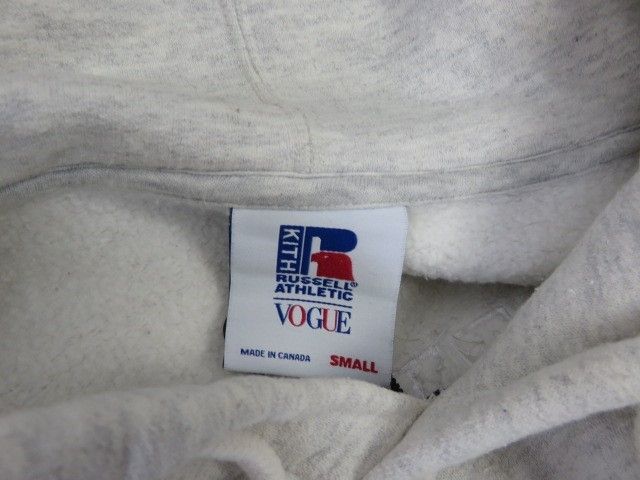 KITH
RUSSELL®
ATHLETIC
VOGUE
MADE IN CANADA SMALL